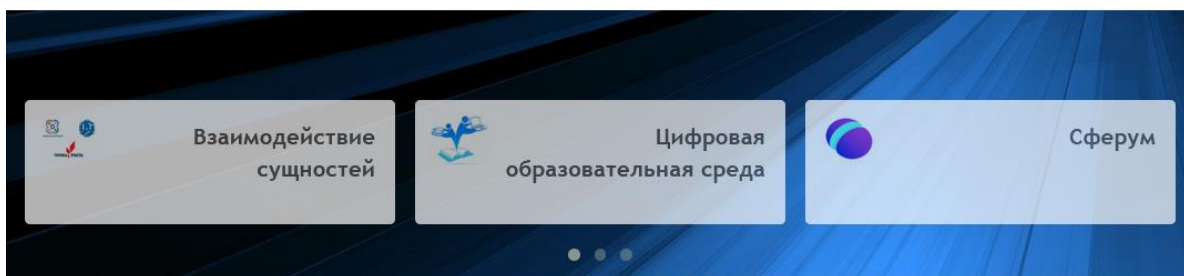 Взаимодействие
сущностей
Цифровая
образовательная среда
Сферум